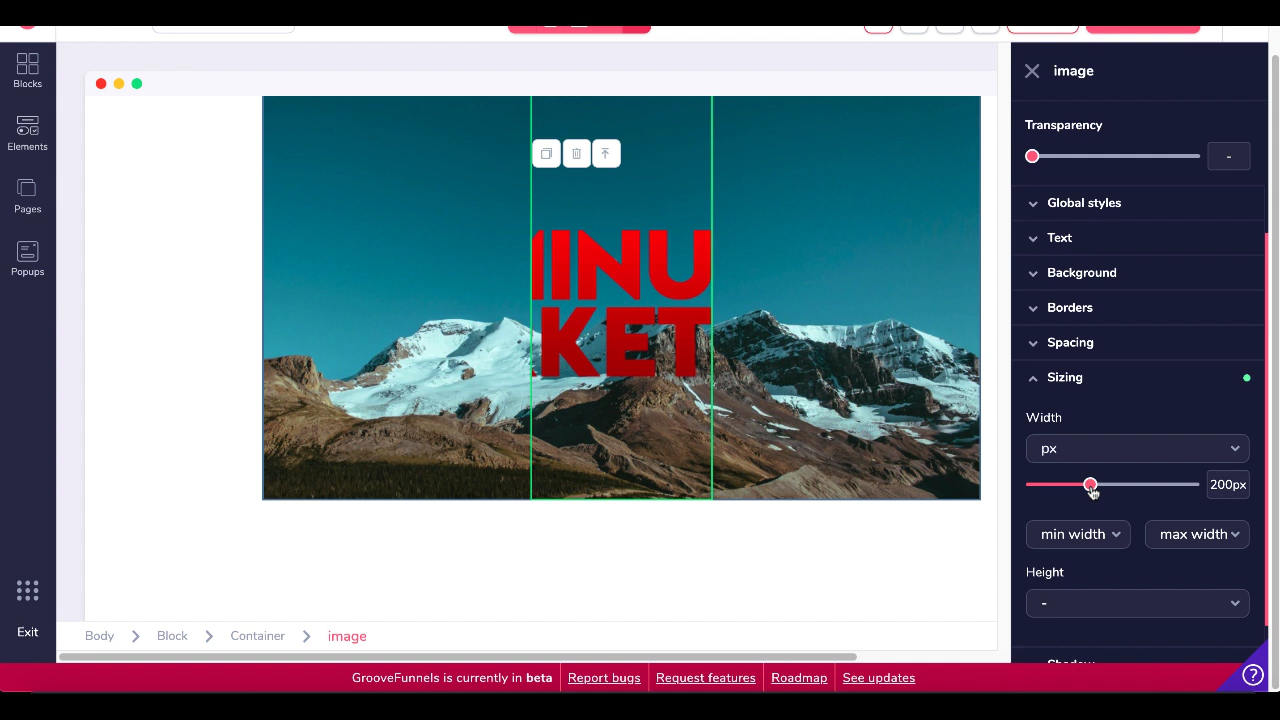 Blocks
Elements
Pages
Popups
Exit
INU
KET
Body
Block
Container
image
image
Transparency
-
Global styles
Text
Background
Borders
Spacing
Sizing
Width
px
200px
min width
max width
Height
-
GrooveFunnels is currently in beta
Report bugs
Request features
Roadmap
See updates
?